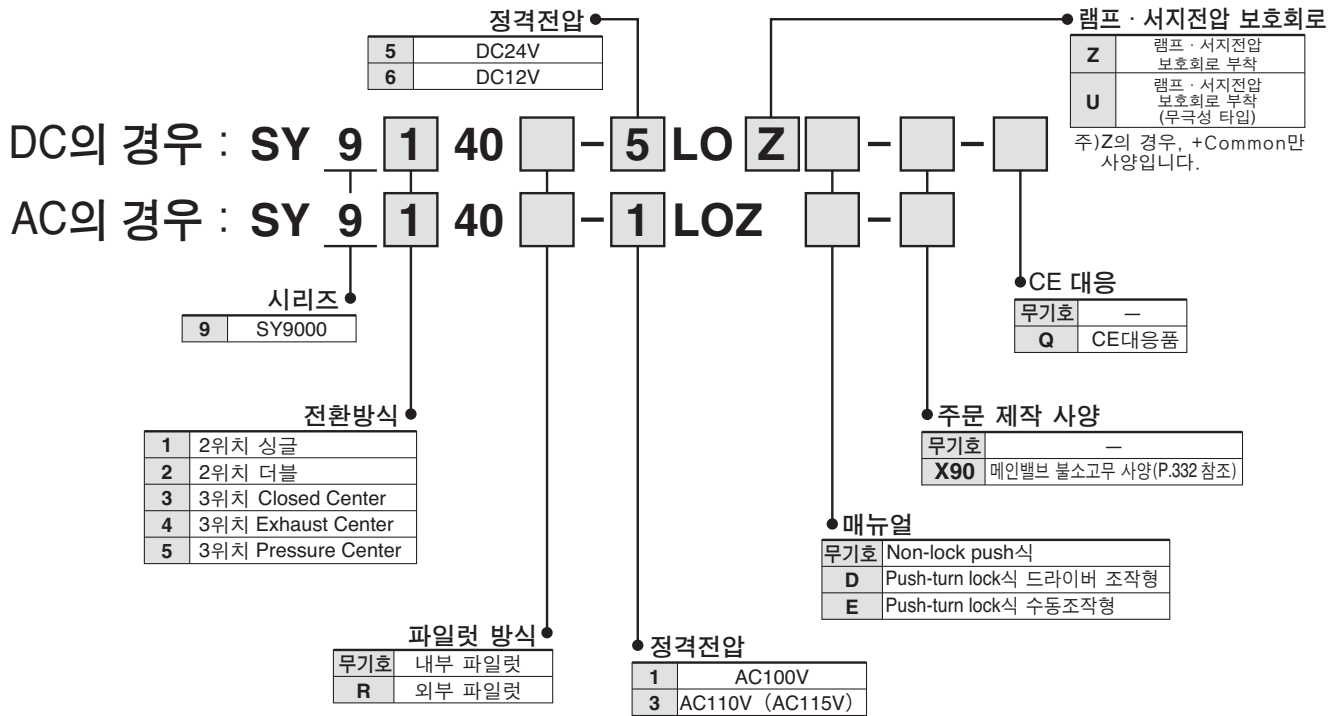 정격전압
5 DC24V
6 DC12V
램프 · 서지전압 보호회로
Z 램프 · 서지전압
보호회로 부착
U 램프 · 서지전압
보호회로 부착
(무극성 타입)
주)Z의 경우, +Common만
사양입니다.
DC의 경우 : SY 9 1 40 □ – 5 LO Z □ – □ – □
AC의 경우 : SY 9 1 40 □ – 1 LOZ □ – □
시리즈
9 SY9000
CE 대응
무기호 —
Q CE대응품
전환방식
1 2위치 싱글
2 2위치 더블
3 3위치 Closed Center
4 3위치 Exhaust Center
5 3위치 Pressure Center
주문 제작 사양
무기호 —
X90 메인밸브 불소고무 사양(P.332 참조)
매뉴얼
무기호 Non-lock push식
D Push-turn lock식 드라이버 조작형
E Push-turn lock식 수동조작형
파일럿 방식
무기호 내부 파일럿
R 외부 파일럿
정격전압
1 AC100V
3 AC110V (AC115V)